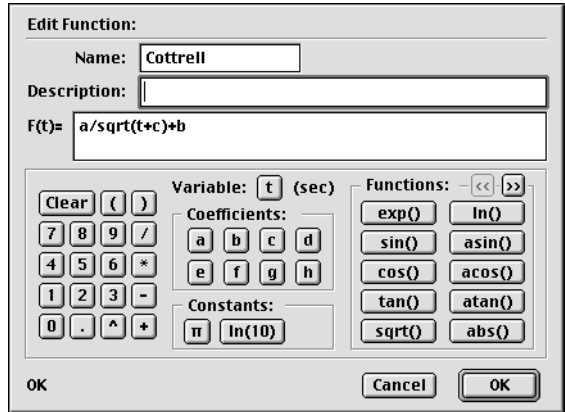 Edit Function:
Name: Cottrell
Description:
F(t)= a/sqrt(t+c)+b
Variable: t (sec)
Functions: << >>
Clear ( )
7 8 9 /
4 5 6 *
1 2 3 -
0 . ^ +
Coefficients:
a b c d
e f g h
Constants:
π ln(10)
exp() ln()
sin() asin()
cos() acos()
tan() atan()
sqrt() abs()
OK
Cancel OK